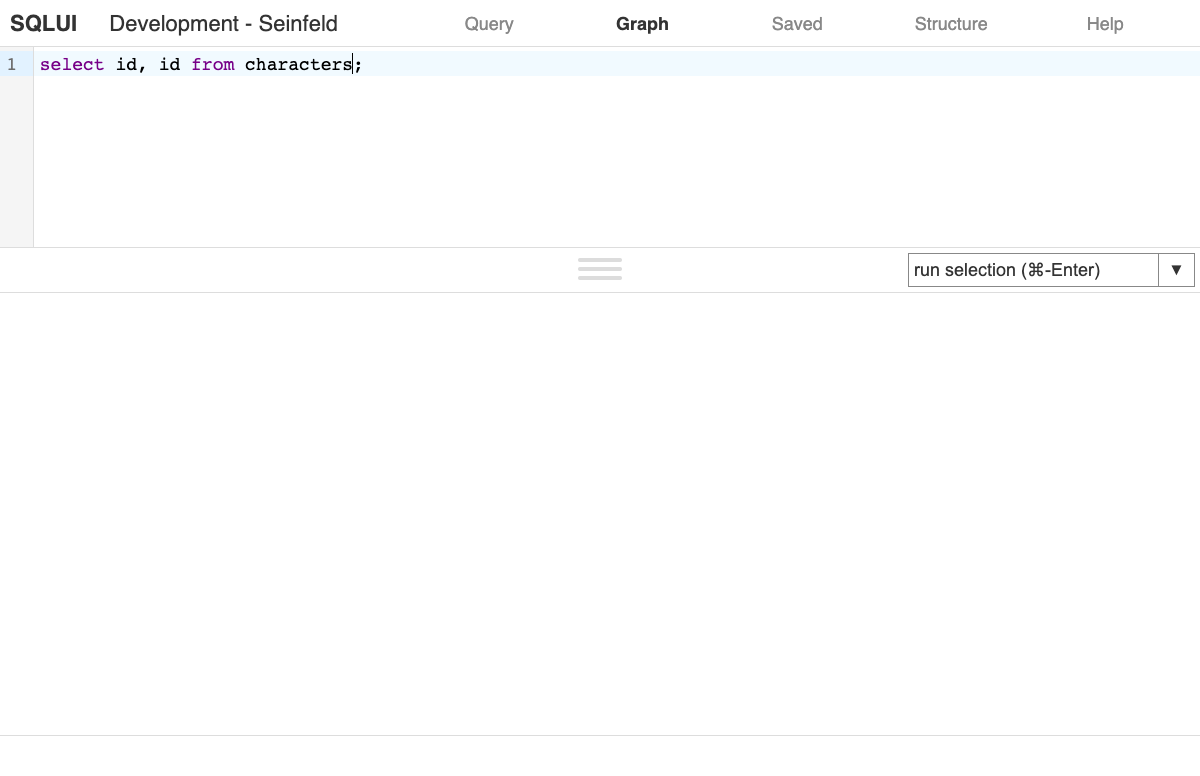 SQLUI Development - Seinfeld Query Graph Saved Structure Help
1 select id, id from characters;
run selection (⌘-Enter) ▼